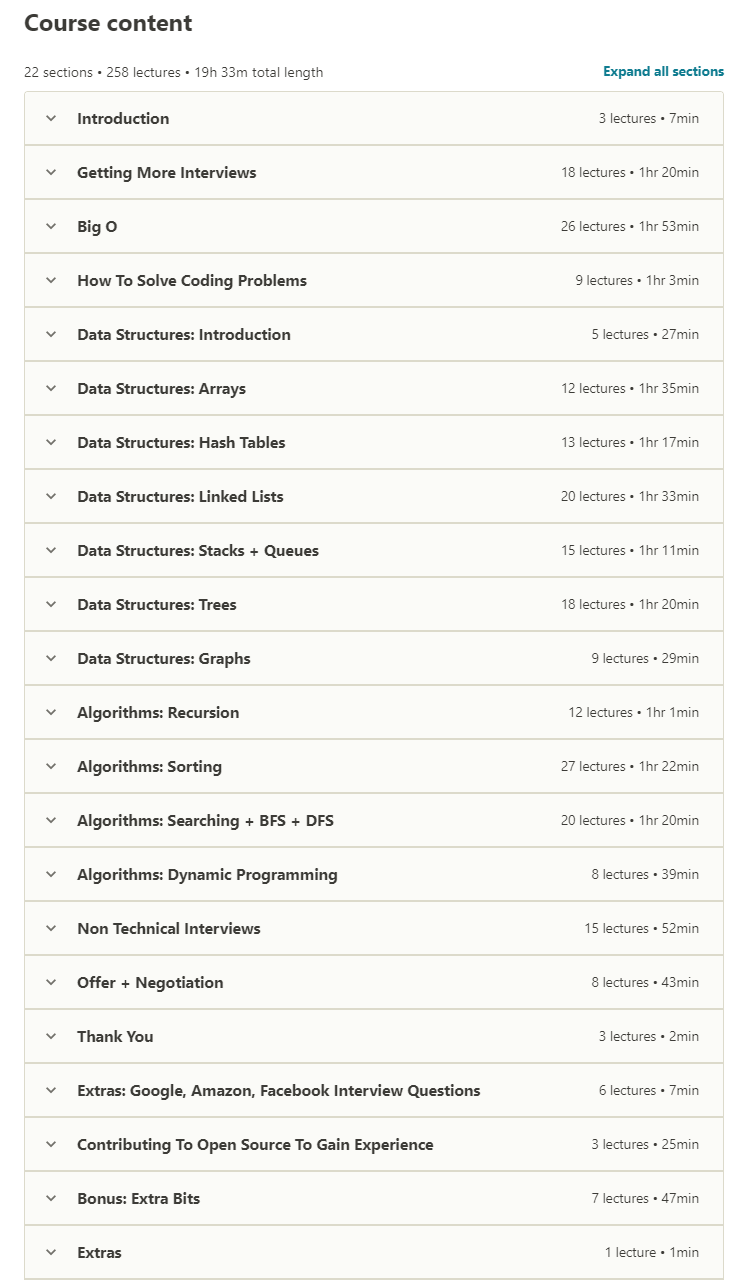 Course content
22 sections • 258 lectures • 19h 33m total length Expand all sections
Introduction 3 lectures • 7min
Getting More Interviews 18 lectures • 1hr 20min
Big O 26 lectures • 1hr 53min
How To Solve Coding Problems 9 lectures • 1hr 3min
Data Structures: Introduction 5 lectures • 27min
Data Structures: Arrays 12 lectures • 1hr 35min
Data Structures: Hash Tables 13 lectures • 1hr 17min
Data Structures: Linked Lists 20 lectures • 1hr 33min
Data Structures: Stacks + Queues 15 lectures • 1hr 11min
Data Structures: Trees 18 lectures • 1hr 20min
Data Structures: Graphs 9 lectures • 29min
Algorithms: Recursion 12 lectures • 1hr 1min
Algorithms: Sorting 27 lectures • 1hr 22min
Algorithms: Searching + BFS + DFS 20 lectures • 1hr 20min
Algorithms: Dynamic Programming 8 lectures • 39min
Non Technical Interviews 15 lectures • 52min
Offer + Negotiation 8 lectures • 43min
Thank You 3 lectures • 2min
Extras: Google, Amazon, Facebook Interview Questions 6 lectures • 7min
Contributing To Open Source To Gain Experience 3 lectures • 25min
Bonus: Extra Bits 7 lectures • 47min
Extras 1 lecture • 1min